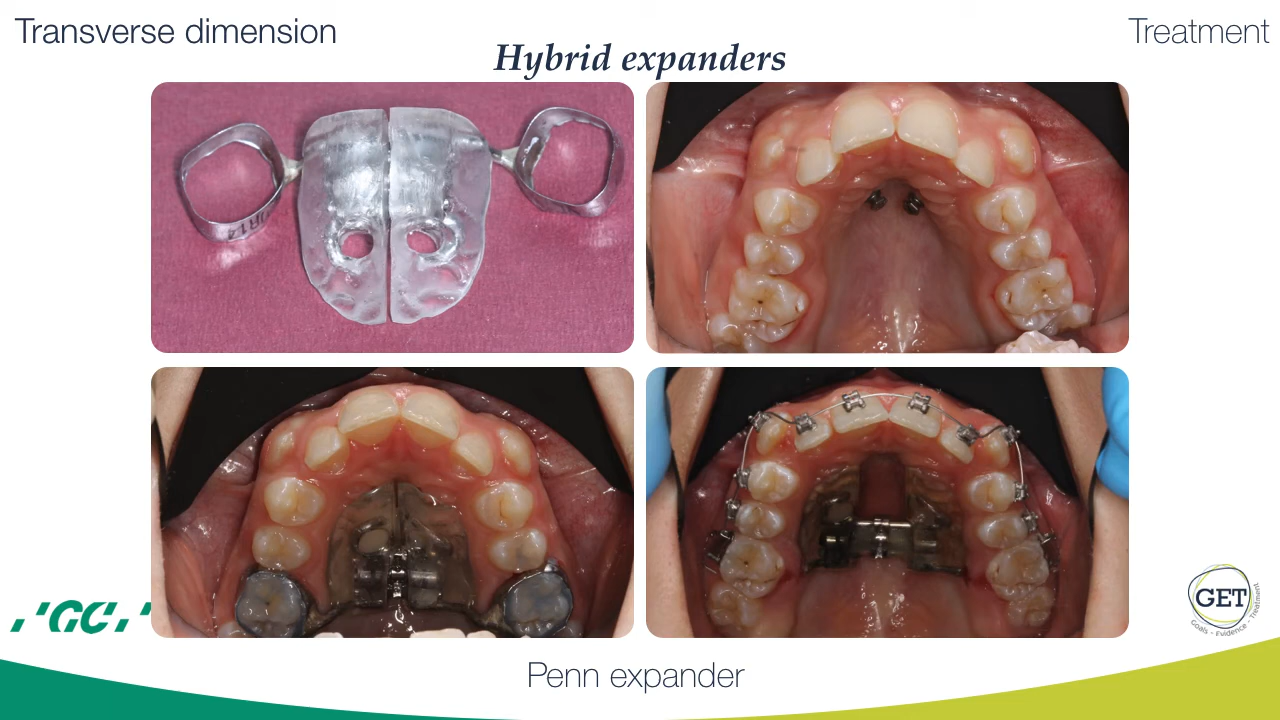 Transverse dimension
Treatment
Hybrid expanders
GC
GET
Goals - Evidence - Treatment
Penn expander